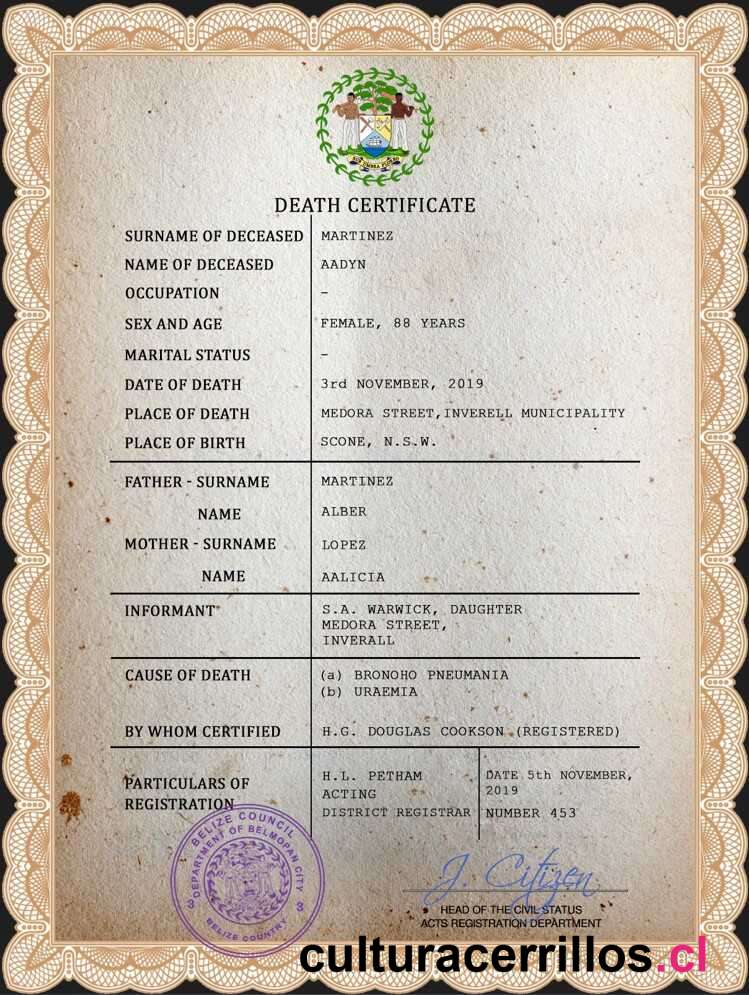 SUB UMBRA FLOREO
DEATH CERTIFICATE
SURNAME OF DECEASED MARTINEZ
NAME OF DECEASED AADYN
OCCUPATION –
SEX AND AGE FEMALE, 88 YEARS
MARITAL STATUS –
DATE OF DEATH 3rd NOVEMBER, 2019
PLACE OF DEATH MEDORA STREET,INVERELL MUNICIPALITY
PLACE OF BIRTH SCONE, N.S.W.
FATHER - SURNAME MARTINEZ
NAME ALBER
MOTHER - SURNAME LOPEZ
NAME AALICIA
INFORMANT S.A. WARWICK, DAUGHTER
MEDORA STREET,
INVERALL
CAUSE OF DEATH (a) BRONOHO PNEUMANIA
(b) URAEMIA
BY WHOM CERTIFIED H.G. DOUGLAS COOKSON (REGISTERED)
PARTICULARS OF
REGISTRATION
H.L. PETHAM
ACTING
DISTRICT REGISTRAR
DATE 5th NOVEMBER,
2019
NUMBER 453
BELIZE COUNCIL
DEPARTMENT OF BELMOPAN CITY
BELIZE COUNTRY
J. Citizen
HEAD OF THE CIVIL STATUS
ACTS REGISTRATION DEPARTMENT
culturacerrillos.cl